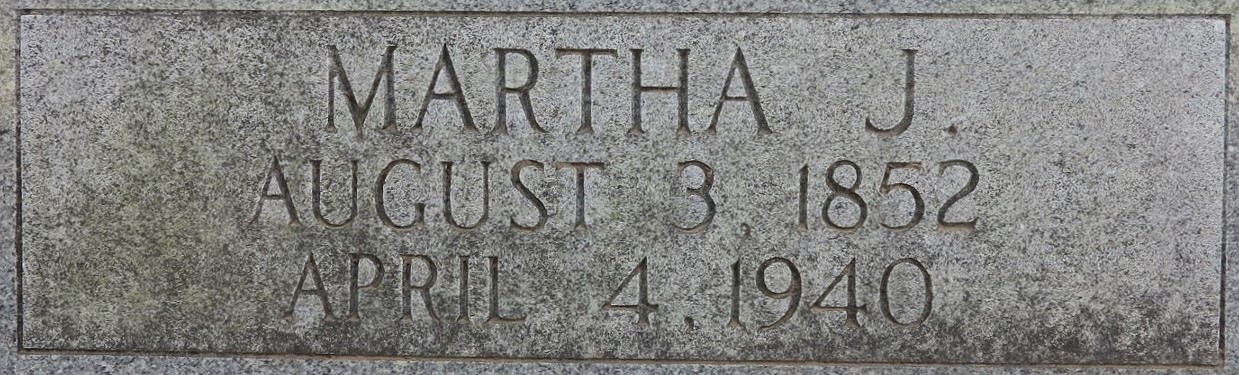 MARTHA J.
AUGUST 3, 1852
APRIL 4, 1940